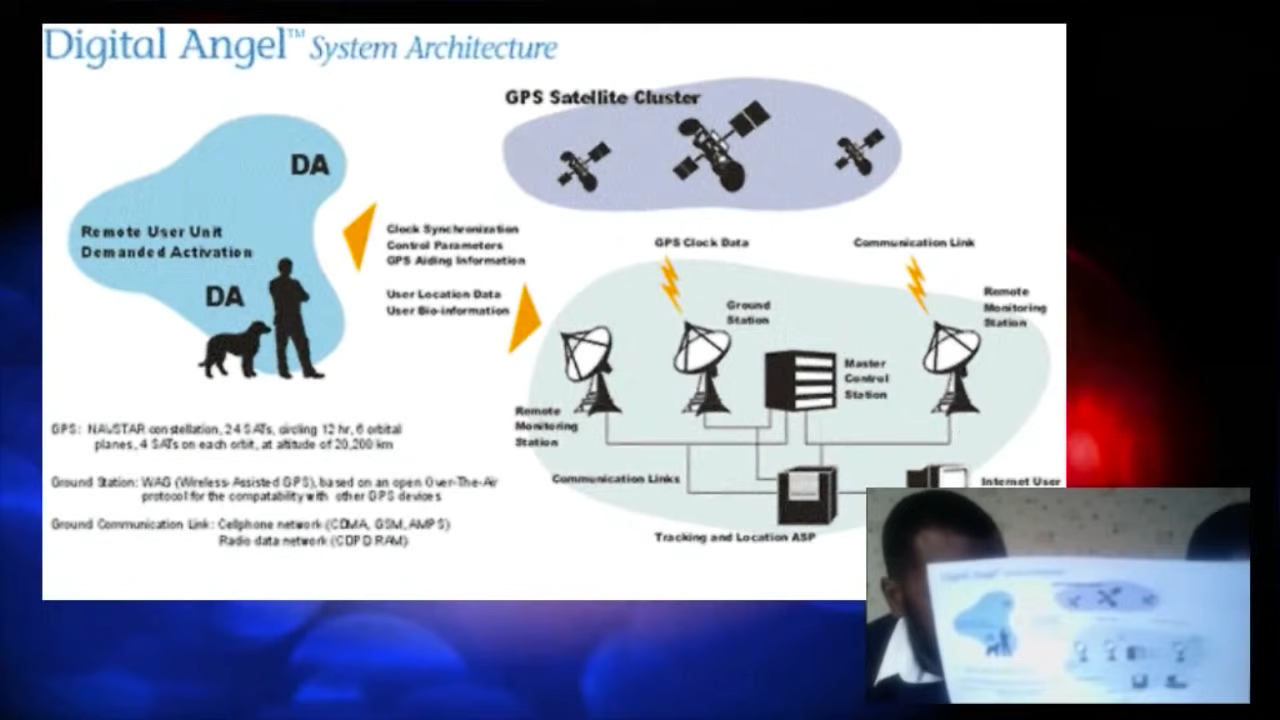 Digital Angel™ System Architecture
GPS Satellite Cluster
DA
Remote User Unit
Demanded Activation
DA
Clock Synchronization
Control Parameters
GPS Aiding Information
User Location Data
User Bio-information
GPS Clock Data
Communication Link
Ground
Station
Remote
Monitoring
Station
Master
Control
Station
Remote
Monitoring
Station
Communication Links
Internet User
Tracking and Location ASP
GPS: NAVSTAR constellation, 24 SATs, circling 12 hr, 6 orbital
planes, 4 SATs on each orbit, at altitude of 20,200 km
Ground Station: WAG (Wireless Assisted GPS), based on an open Over-The-Air
protocol for the compatability with other GPS devices
Ground Communication Link: Cellphone network (CDMA, GSM, AMPS)
Radio data network (CDPD RAM)
Digital Angel